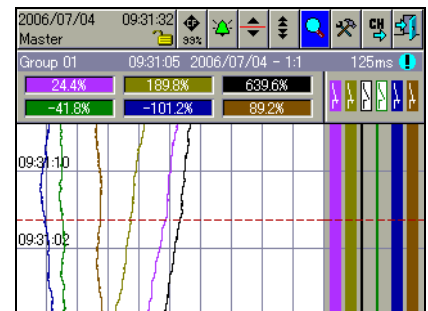 2006/07/04 09:31:32 99% CH
Master
Group 01 09:31:05 2006/07/04 - 1:1 125ms
24.4% 189.8% 639.6%
-41.8% -101.2% 89.2%
09:31:10
09:31:02